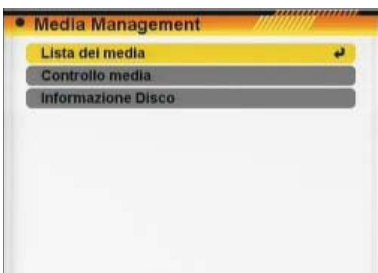 Media Management
Lista dei media
Controllo media
Informazione Disco